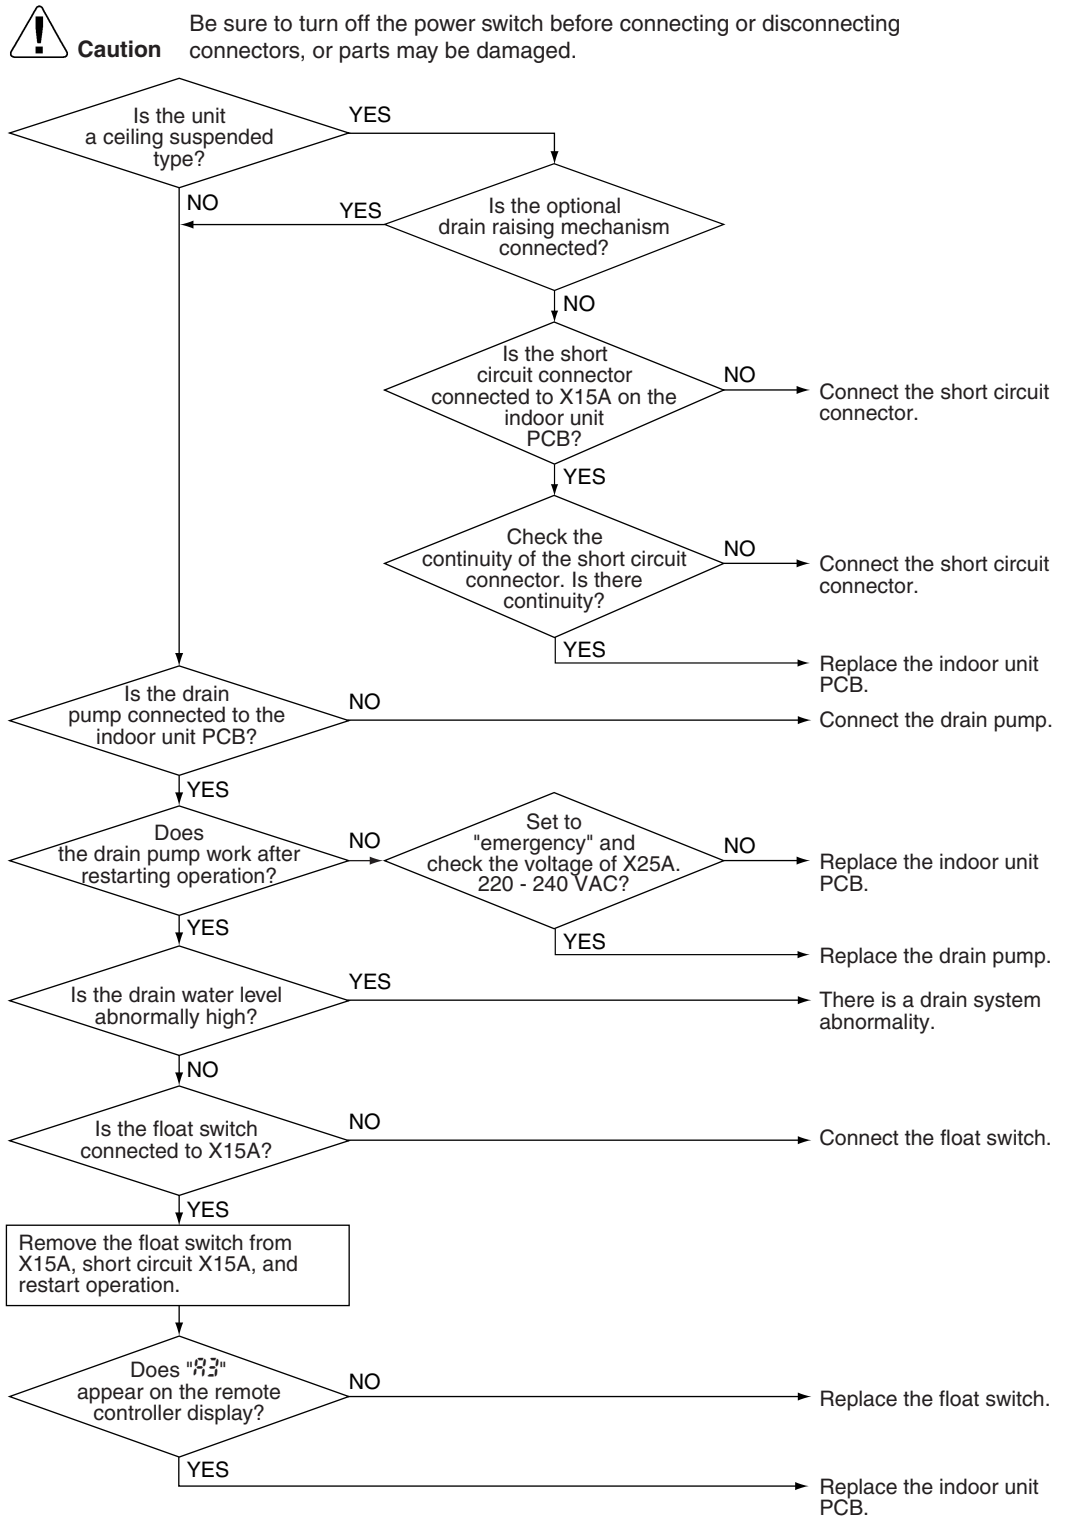 Be sure to turn off the power switch before connecting or disconnecting
Caution connectors, or parts may be damaged.
Is the unit
a ceiling suspended
type?
YES
NO
Is the optional
drain raising mechanism
connected?
YES
NO
Is the short
circuit connector
connected to X15A on the
indoor unit
PCB?
NO
Connect the short circuit
connector.
YES
Check the
continuity of the short circuit
connector. Is there
continuity?
NO
Connect the short circuit
connector.
YES
Replace the indoor unit
PCB.
Is the drain
pump connected to the
indoor unit PCB?
NO
Connect the drain pump.
YES
Does
the drain pump work after
restarting operation?
NO
Set to
"emergency" and
check the voltage of X25A.
220 - 240 VAC?
NO
Replace the indoor unit
PCB.
YES
Replace the drain pump.
YES
Is the drain water level
abnormally high?
YES
There is a drain system
abnormality.
NO
Is the float switch
connected to X15A?
NO
Connect the float switch.
YES
Remove the float switch from
X15A, short circuit X15A, and
restart operation.
Does "A3"
appear on the remote
controller display?
NO
Replace the float switch.
YES
Replace the indoor unit
PCB.